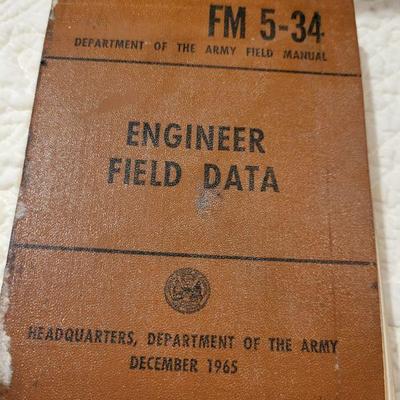 FM 5-34
DEPARTMENT OF THE ARMY FIELD MANUAL
ENGINEER
FIELD DATA
HEADQUARTERS, DEPARTMENT OF THE ARMY
DECEMBER 1965